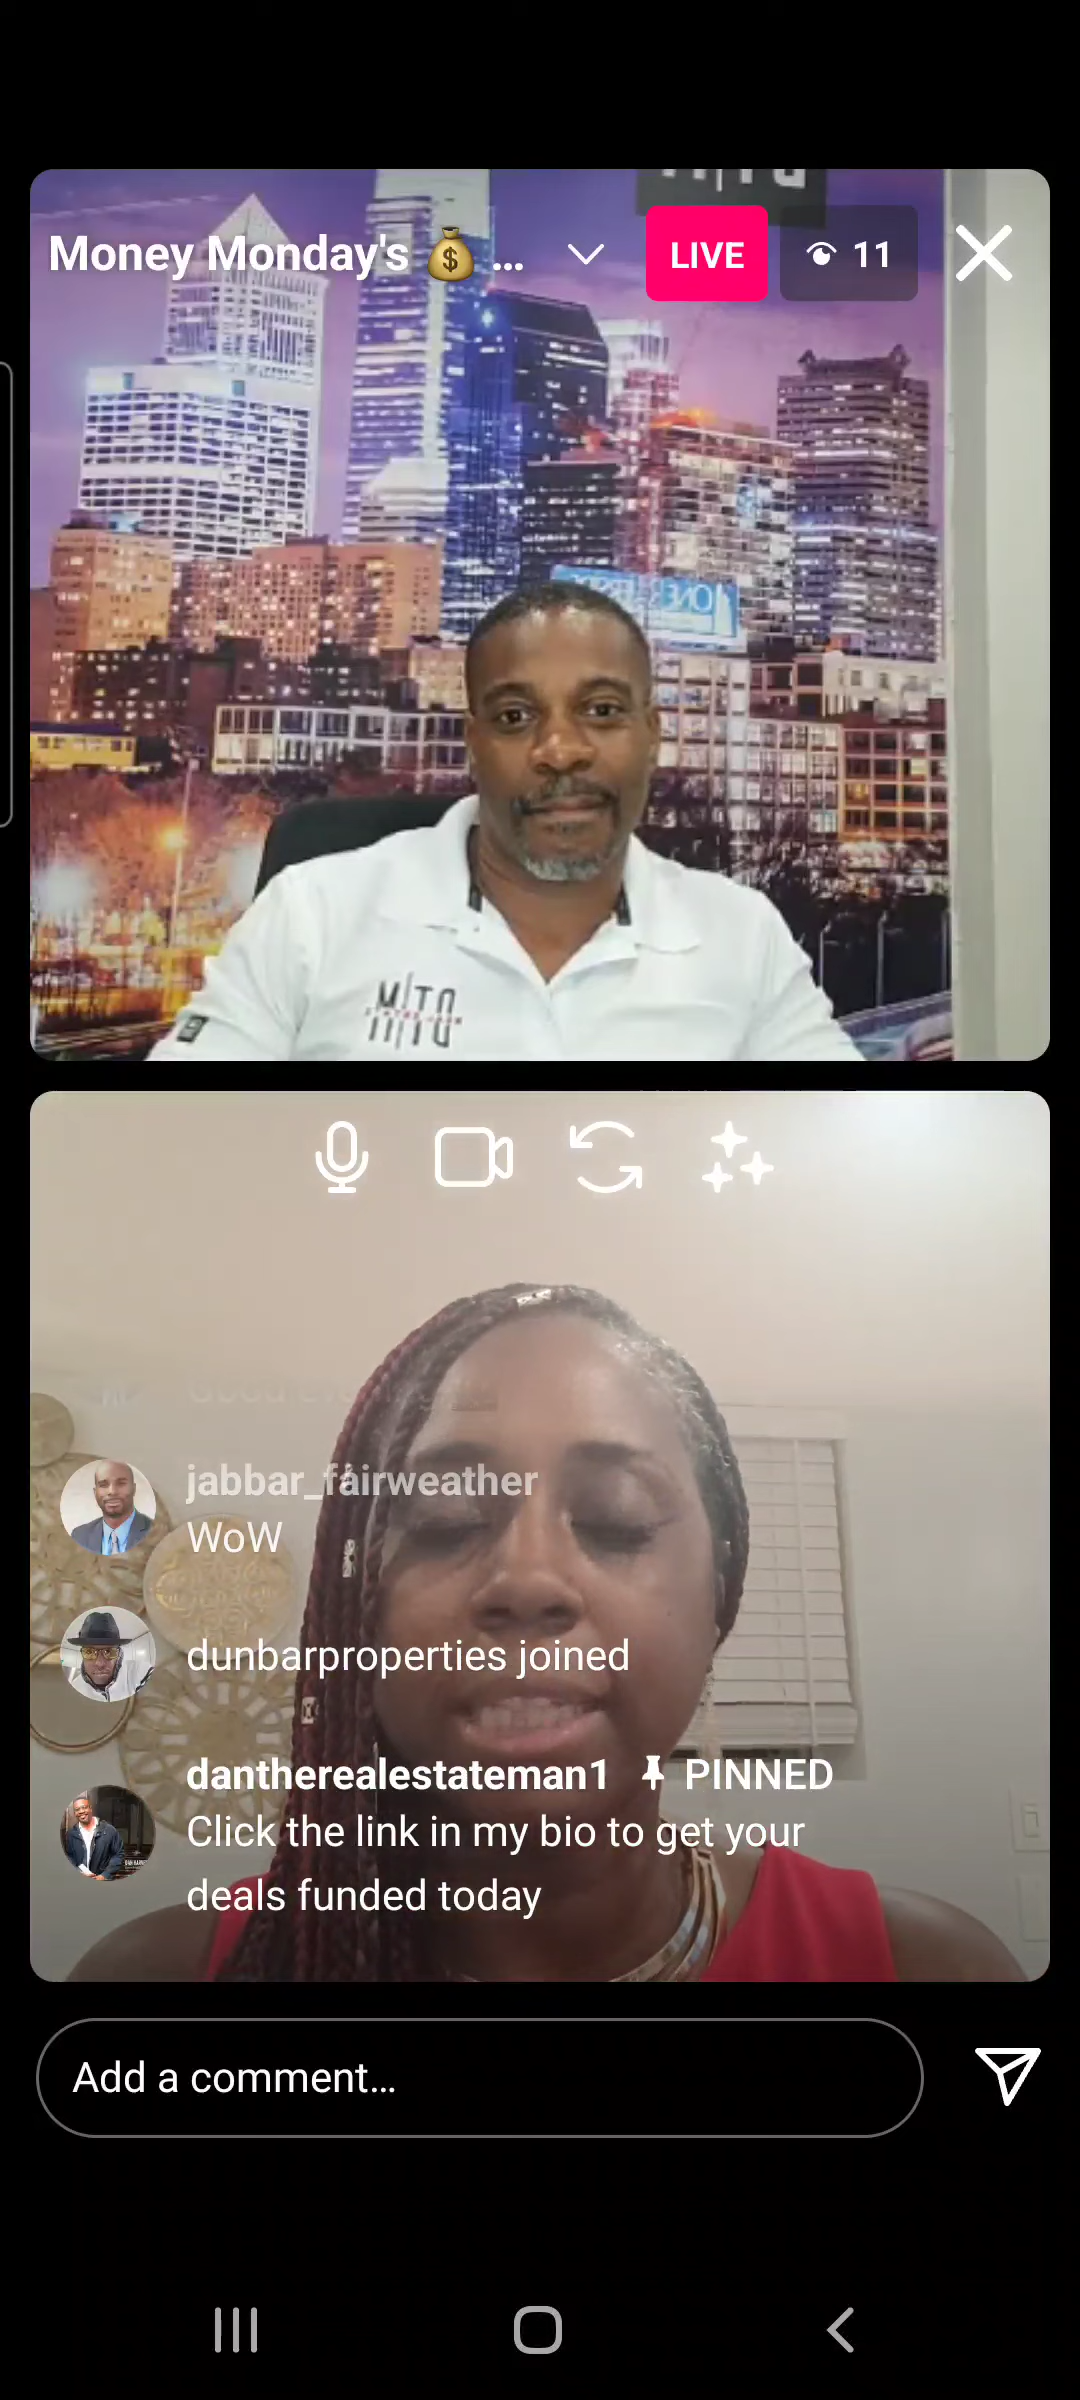 Money Monday's 💰 ...
LIVE
11
MTO
jabbar_fairweather
WoW
dunbarproperties joined
dantherealestateman1 PINNED
Click the link in my bio to get your
deals funded today
Add a comment...